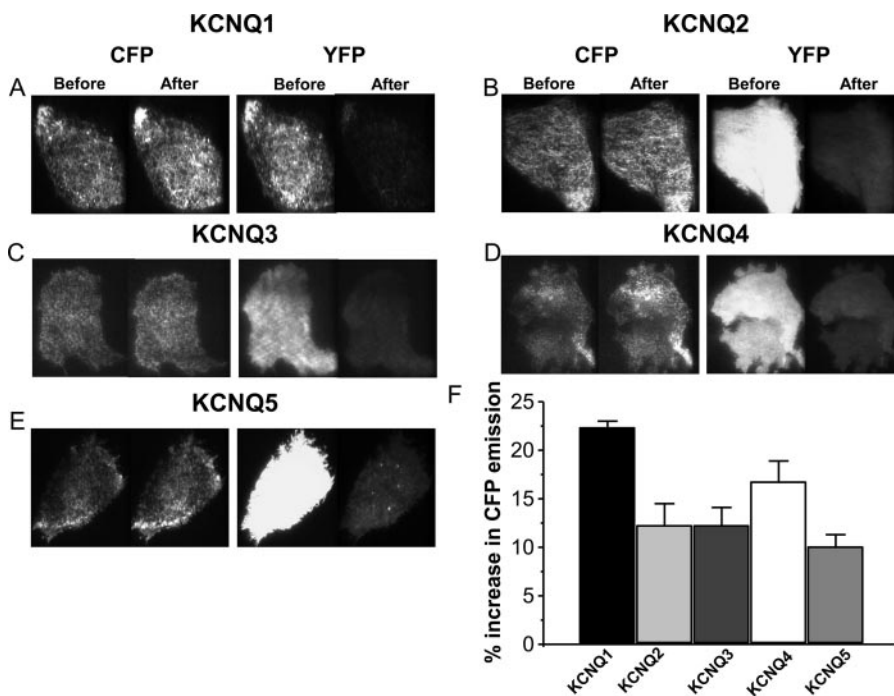 KCNQ1
KCNQ2
CFP YFP
CFP YFP
A Before After Before After
B Before After Before After
KCNQ3
KCNQ4
C
D
KCNQ5
E
F
% increase in CFP emission
25
20
15
10
5
0
KCNQ1 KCNQ2 KCNQ3 KCNQ4 KCNQ5